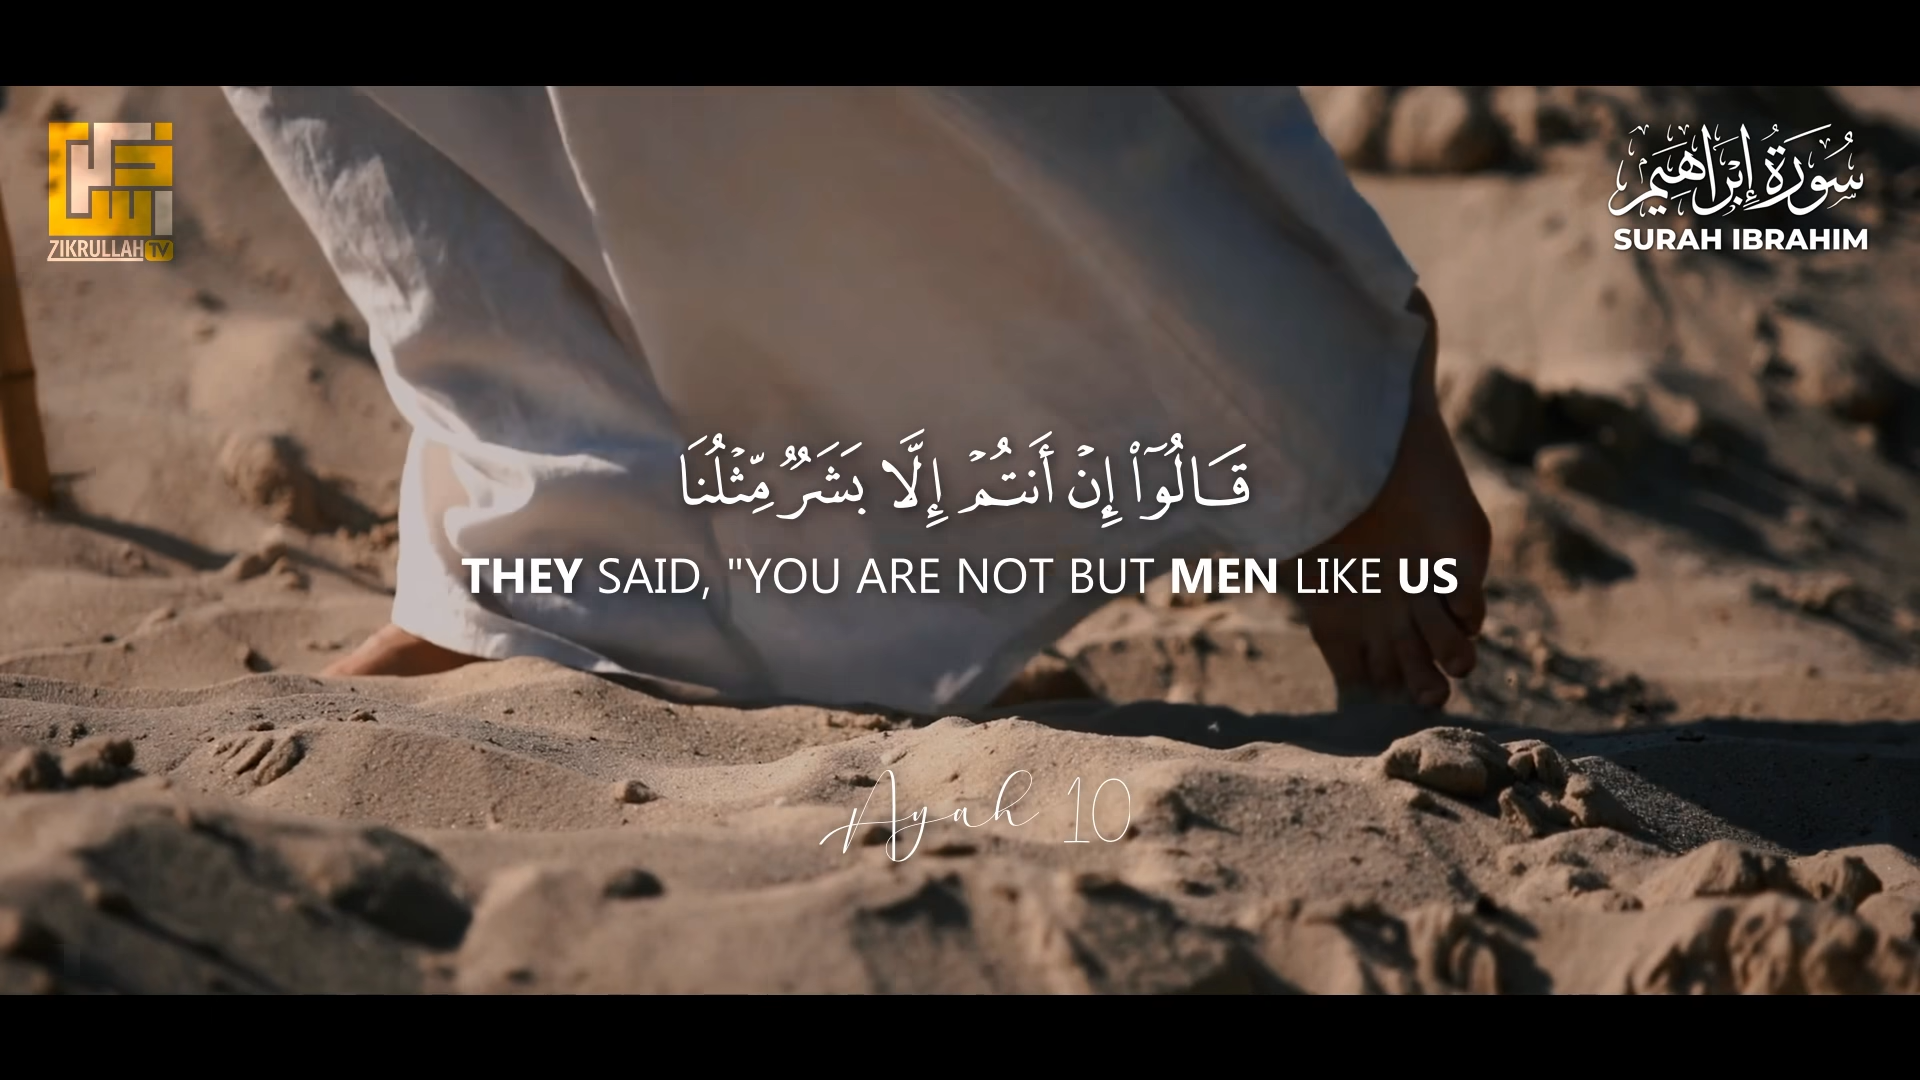 ZIKRULLAH TV
سُورَةُ إِبْرَاهِيم
SURAH IBRAHIM
قَالُوٓا۟ إِنْ أَنتُمْ إِلَّا بَشَرٌ مِّثْلُنَا
THEY SAID, "YOU ARE NOT BUT MEN LIKE US
Ayah 10